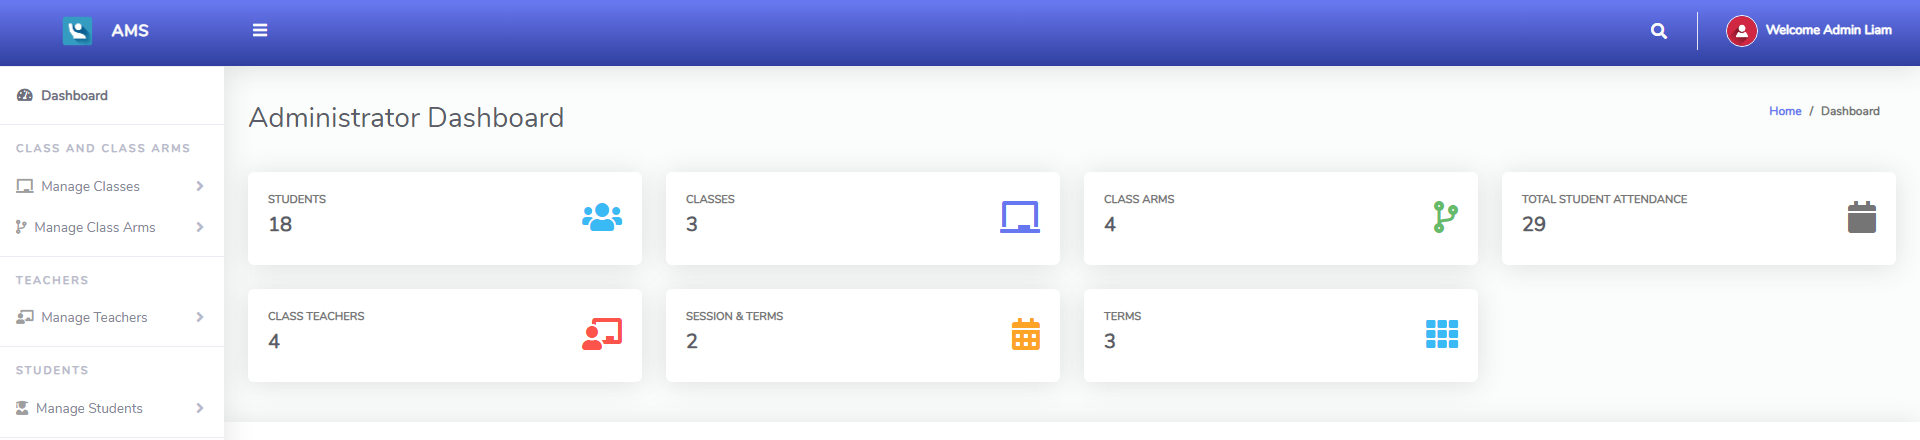 AMS
Welcome Admin Liam
Dashboard
CLASS AND CLASS ARMS
Manage Classes
Manage Class Arms
TEACHERS
Manage Teachers
STUDENTS
Manage Students
Administrator Dashboard
Home / Dashboard
STUDENTS
18
CLASSES
3
CLASS ARMS
4
TOTAL STUDENT ATTENDANCE
29
CLASS TEACHERS
4
SESSION & TERMS
2
TERMS
3